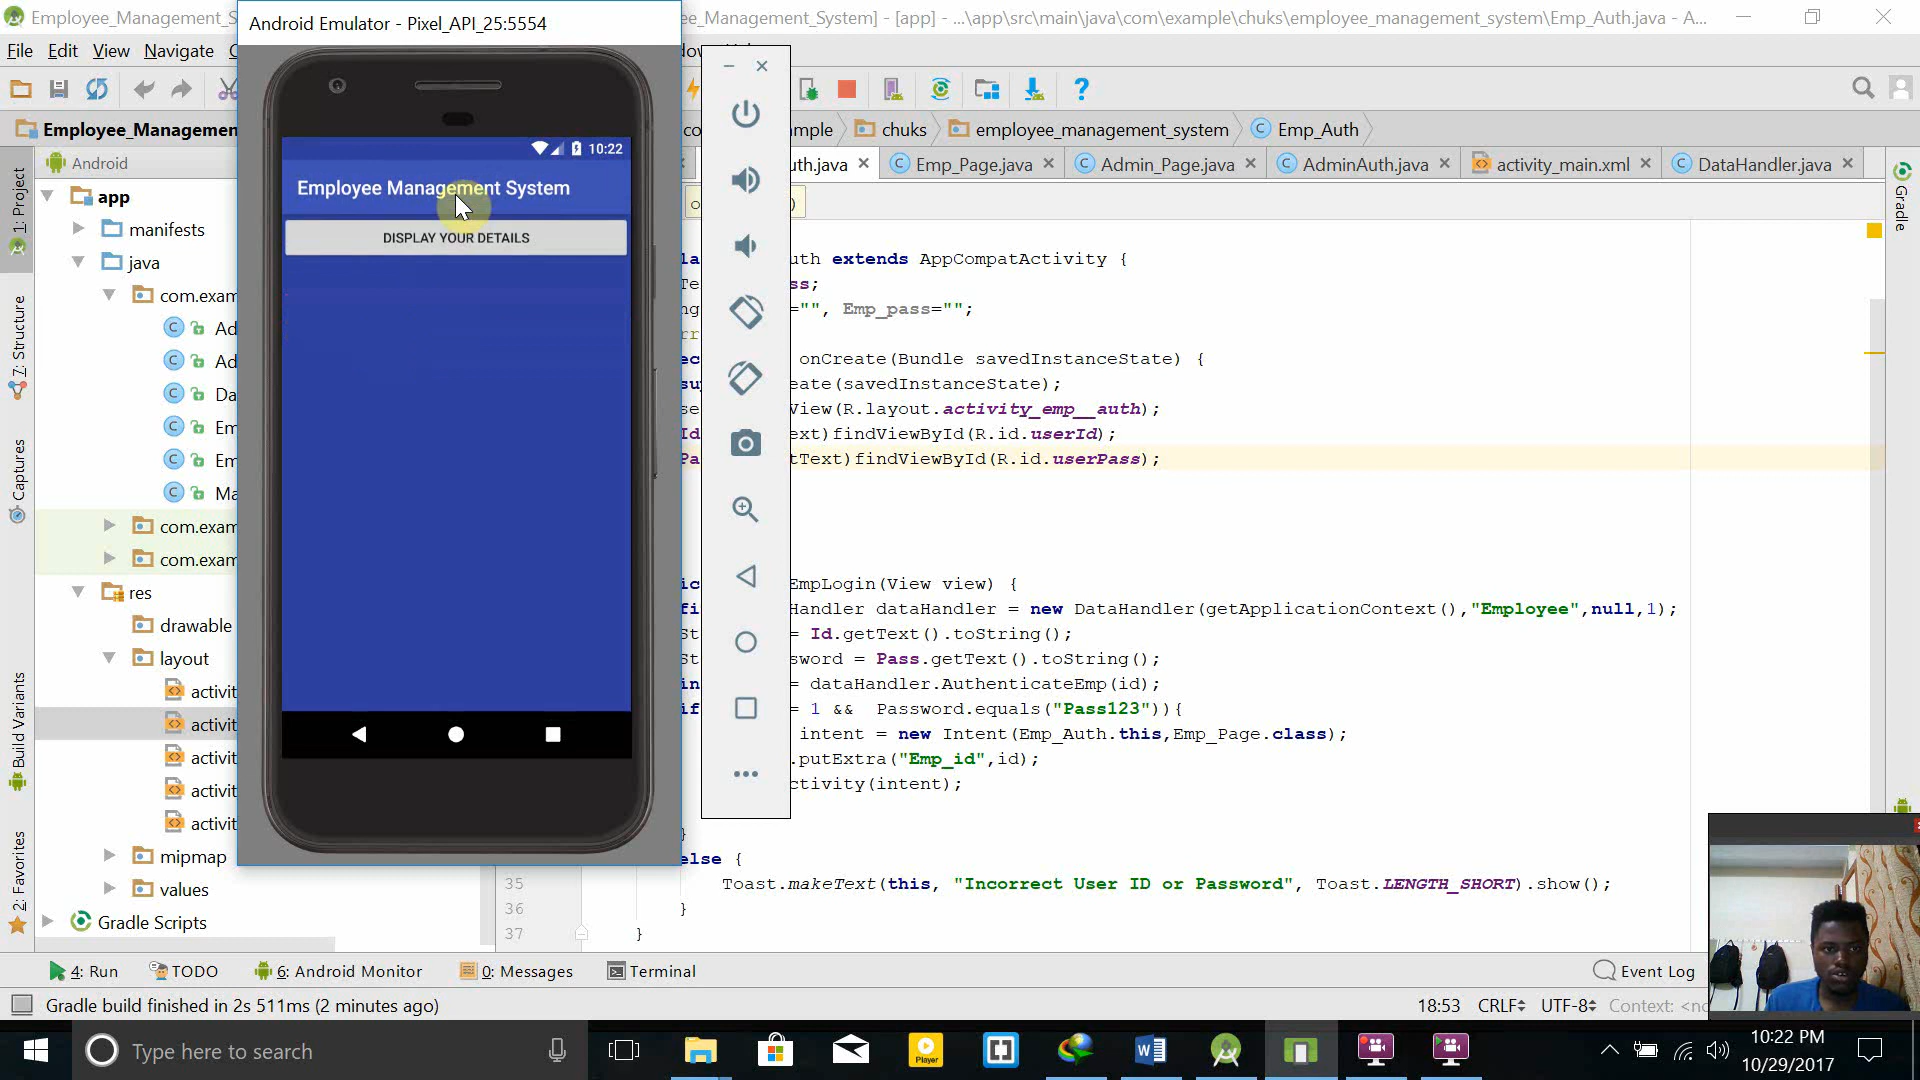 Employee_Management_S
Android Emulator - Pixel_API_25:5554
e_Management_System] - [app] - ...\app\src\main\java\com\example\chuks\employee_management_system\Emp_Auth.java - A...
File Edit View Navigate
Employee_Managemen
mple chuks employee_management_system Emp_Auth
Android
uth.java Emp_Page.java Admin_Page.java AdminAuth.java activity_main.xml DataHandler.java
1: Project
7: Structure
Captures
Build Variants
2: Favorites
Gradle
app
manifests
java
com.exam
Ad
Ad
Da
Em
Em
Ma
com.exam
com.exam
res
drawable
layout
activit
activit
activit
activit
activit
mipmap
values
Gradle Scripts
10:22
Employee Management System
DISPLAY YOUR DETAILS
uth extends AppCompatActivity {
ss;
="", Emp_pass="";
onCreate(Bundle savedInstanceState) {
eate(savedInstanceState);
View(R.layout.activity_emp__auth);
ext)findViewById(R.id.userId);
tText)findViewById(R.id.userPass);
EmpLogin(View view) {
Handler dataHandler = new DataHandler(getApplicationContext(),"Employee",null,1);
= Id.getText().toString();
sword = Pass.getText().toString();
= dataHandler.AuthenticateEmp(id);
= 1 && Password.equals("Pass123")){
intent = new Intent(Emp_Auth.this,Emp_Page.class);
.putExtra("Emp_id",id);
ctivity(intent);
}
else {
35 Toast.makeText(this, "Incorrect User ID or Password", Toast.LENGTH_SHORT).show();
36 }
37 }
4: Run TODO 6: Android Monitor 0: Messages Terminal Event Log
Gradle build finished in 2s 511ms (2 minutes ago) 18:53 CRLF UTF-8 Context: <no
Type here to search
Player
10:22 PM
10/29/2017